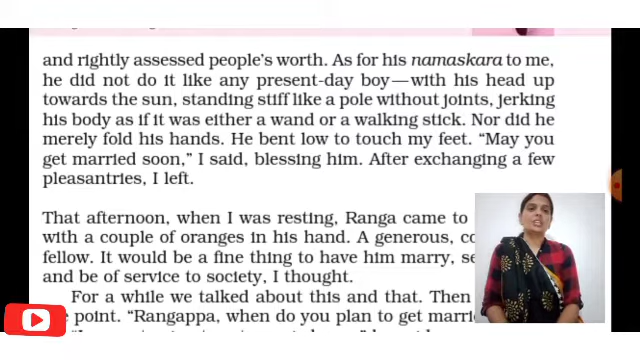 and rightly assessed people's worth. As for his namaskara to me,
he did not do it like any present-day boy — with his head up
towards the sun, standing stiff like a pole without joints, jerking
his body as if it was either a wand or a walking stick. Nor did he
merely fold his hands. He bent low to touch my feet. “May you
get married soon,” I said, blessing him. After exchanging a few
pleasantries, I left.
That afternoon, when I was resting, Ranga came to
with a couple of oranges in his hand. A generous,
fellow. It would be a fine thing to have him marry,
and be of service to society, I thought.
For a while we talked about this and that. Then
point. “Rangappa, when do you plan to get